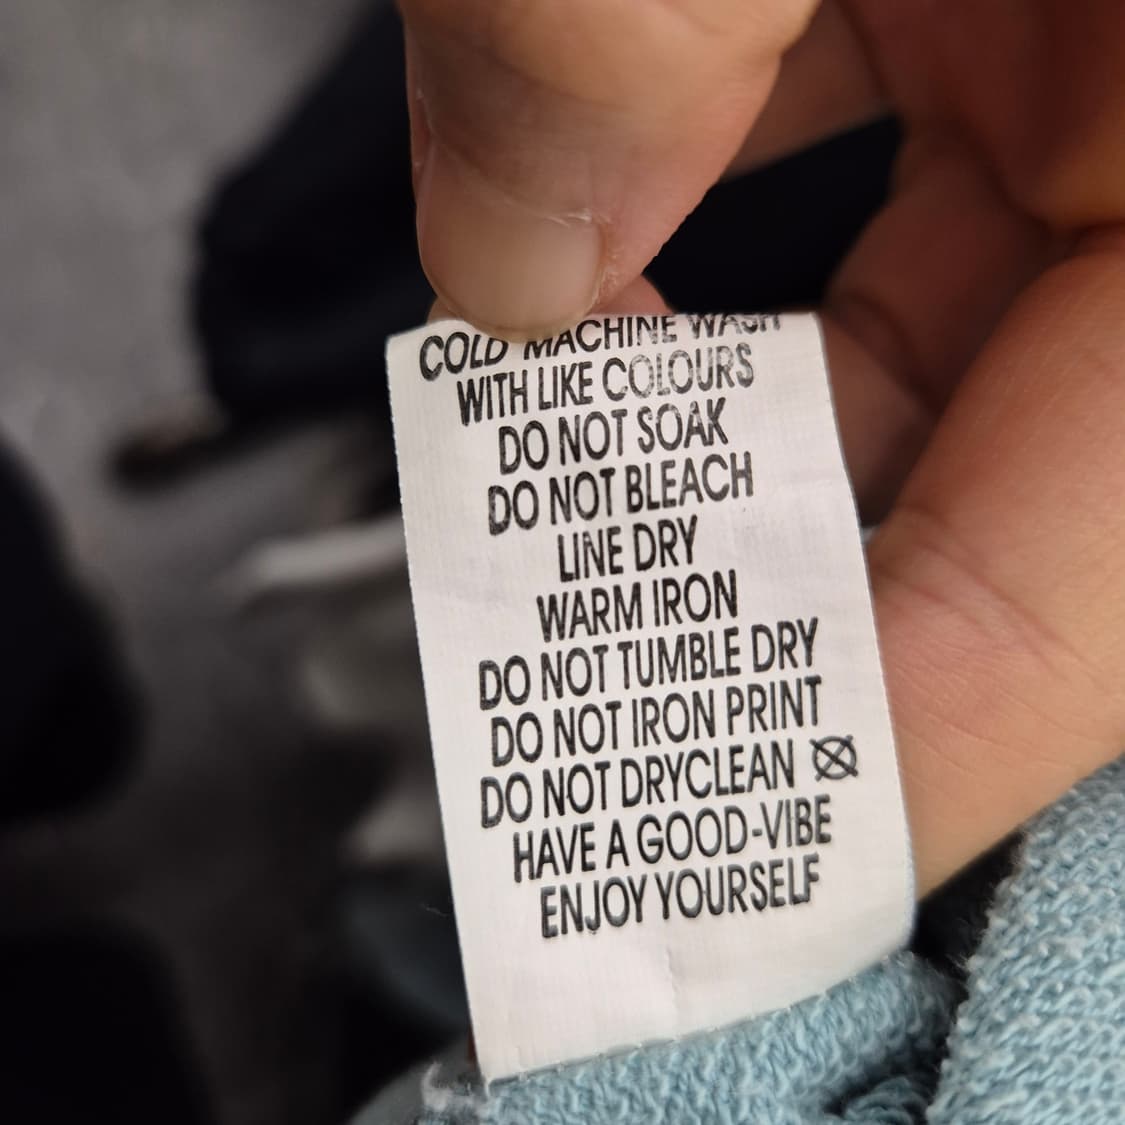 COLD MACHINE WASH
WITH LIKE COLOURS
DO NOT SOAK
DO NOT BLEACH
LINE DRY
WARM IRON
DO NOT TUMBLE DRY
DO NOT IRON PRINT
DO NOT DRYCLEAN
HAVE A GOOD-VIBE
ENJOY YOURSELF